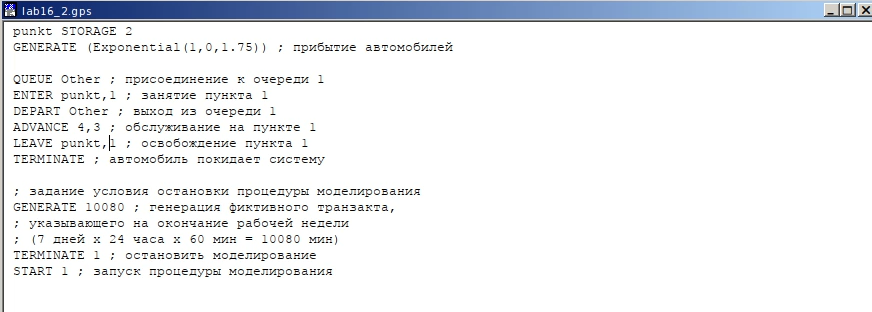 lab16_2.gps
punkt STORAGE 2
GENERATE (Exponential(1,0,1.75)) ; прибытие автомобилей
QUEUE Other ; присоединение к очереди 1
ENTER punkt,1 ; занятие пункта 1
DEPART Other ; выход из очереди 1
ADVANCE 4,3 ; обслуживание на пункте 1
LEAVE punkt,1 ; освобождение пункта 1
TERMINATE ; автомобиль покидает систему
; задание условия остановки процедуры моделирования
GENERATE 10080 ; генерация фиктивного транзакта,
; указывающего на окончание рабочей недели
; (7 дней x 24 часа x 60 мин = 10080 мин)
TERMINATE 1 ; остановить моделирование
START 1 ; запуск процедуры моделирования